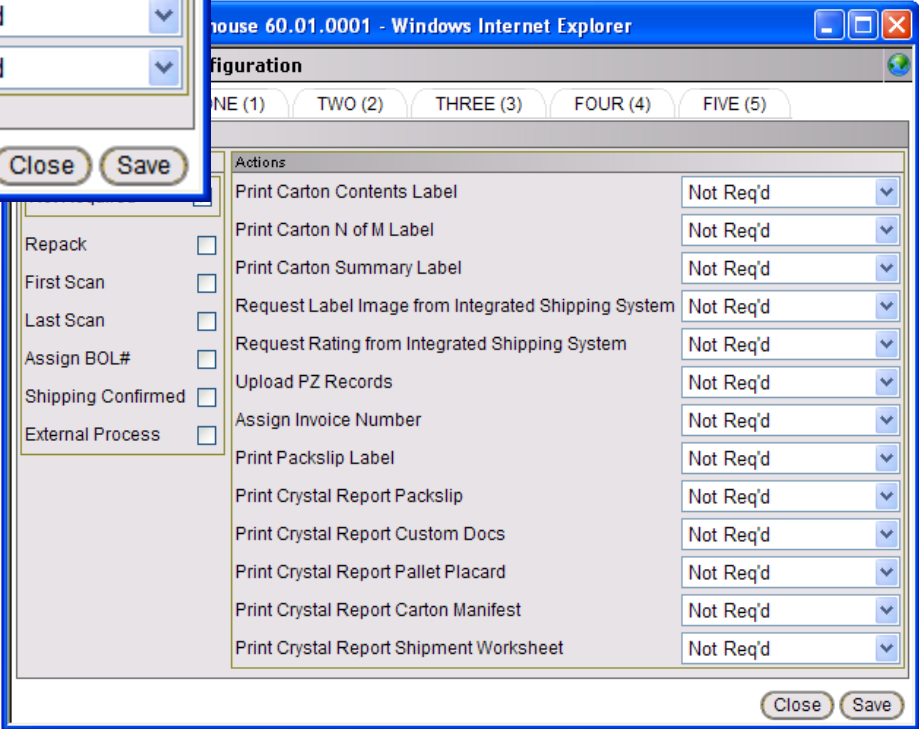 d
d
Close Save
house 60.01.0001 - Windows Internet Explorer
figuration
ONE (1) TWO (2) THREE (3) FOUR (4) FIVE (5)
Actions
Print Carton Contents Label Not Req'd
Print Carton N of M Label Not Req'd
Repack
Print Carton Summary Label Not Req'd
First Scan
Request Label Image from Integrated Shipping System Not Req'd
Last Scan
Request Rating from Integrated Shipping System Not Req'd
Assign BOL#
Upload PZ Records Not Req'd
Shipping Confirmed
Assign Invoice Number Not Req'd
External Process
Print Packslip Label Not Req'd
Print Crystal Report Packslip Not Req'd
Print Crystal Report Custom Docs Not Req'd
Print Crystal Report Pallet Placard Not Req'd
Print Crystal Report Carton Manifest Not Req'd
Print Crystal Report Shipment Worksheet Not Req'd
Close Save